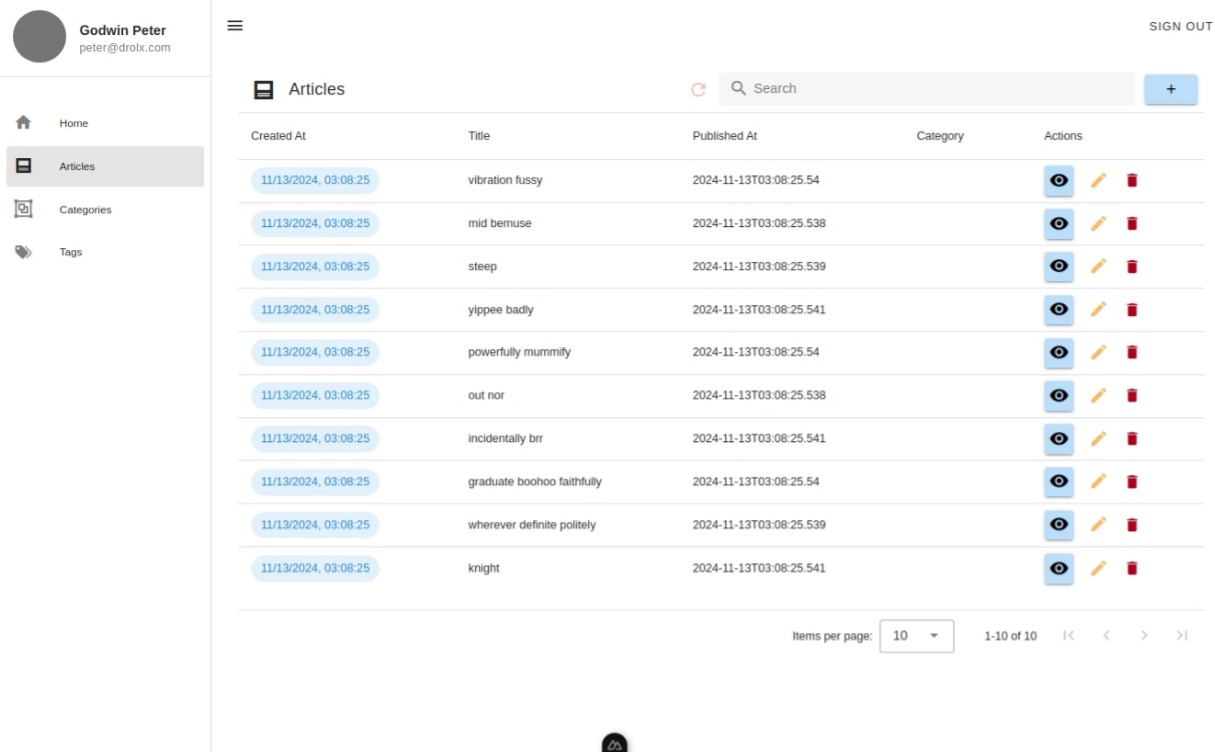 Godwin Peter
peter@drolx.com
SIGN OUT
Home
Articles
Categories
Tags
Articles
Search
+
Created At Title Published At Category Actions
11/13/2024, 03:08:25 vibration fussy 2024-11-13T03:08:25.54
11/13/2024, 03:08:25 mid bemuse 2024-11-13T03:08:25.538
11/13/2024, 03:08:25 steep 2024-11-13T03:08:25.539
11/13/2024, 03:08:25 yippee badly 2024-11-13T03:08:25.541
11/13/2024, 03:08:25 powerfully mummify 2024-11-13T03:08:25.54
11/13/2024, 03:08:25 out nor 2024-11-13T03:08:25.538
11/13/2024, 03:08:25 incidentally brr 2024-11-13T03:08:25.541
11/13/2024, 03:08:25 graduate boohoo faithfully 2024-11-13T03:08:25.54
11/13/2024, 03:08:25 wherever definite politely 2024-11-13T03:08:25.539
11/13/2024, 03:08:25 knight 2024-11-13T03:08:25.541
Items per page: 10 1-10 of 10